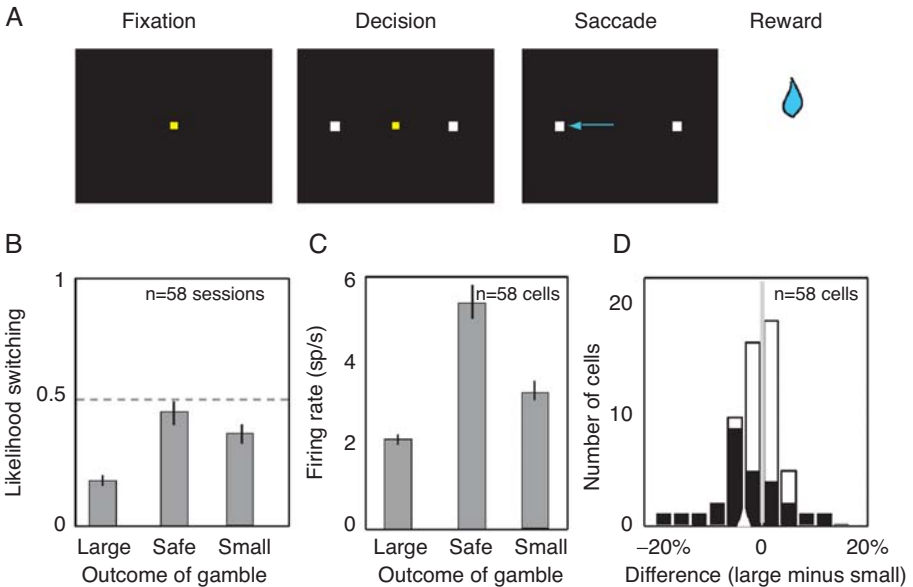 A
Fixation
Decision
Saccade
Reward
B
Likelihood switching
1
0.5
0
n=58 sessions
Large Safe Small
Outcome of gamble
C
Firing rate (sp/s)
6
4
2
0
n=58 cells
Large Safe Small
Outcome of gamble
D
Number of cells
20
10
0
n=58 cells
−20% 0 20%
Difference (large minus small)